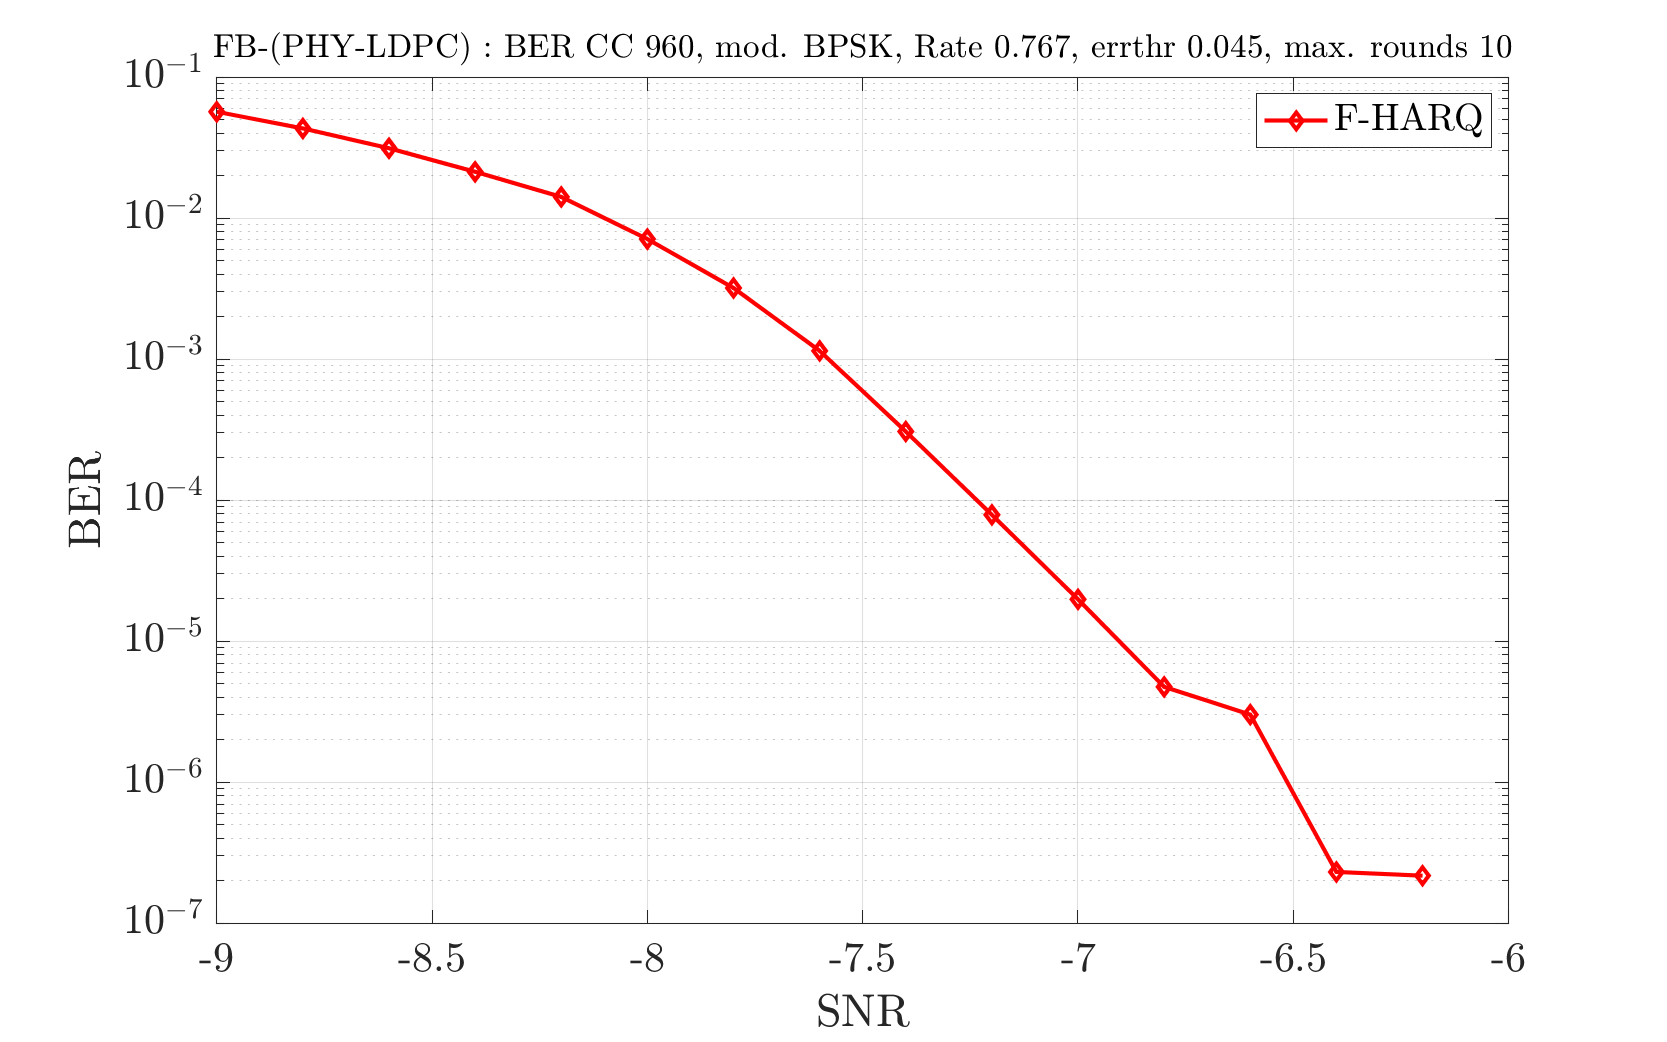 FB-(PHY-LDPC) : BER CC 960, mod. BPSK, Rate 0.767, errthr 0.045, max. rounds 10
F-HARQ
10⁻¹
10⁻²
10⁻³
10⁻⁴
10⁻⁵
10⁻⁶
10⁻⁷
BER
-9 -8.5 -8 -7.5 -7 -6.5 -6
SNR